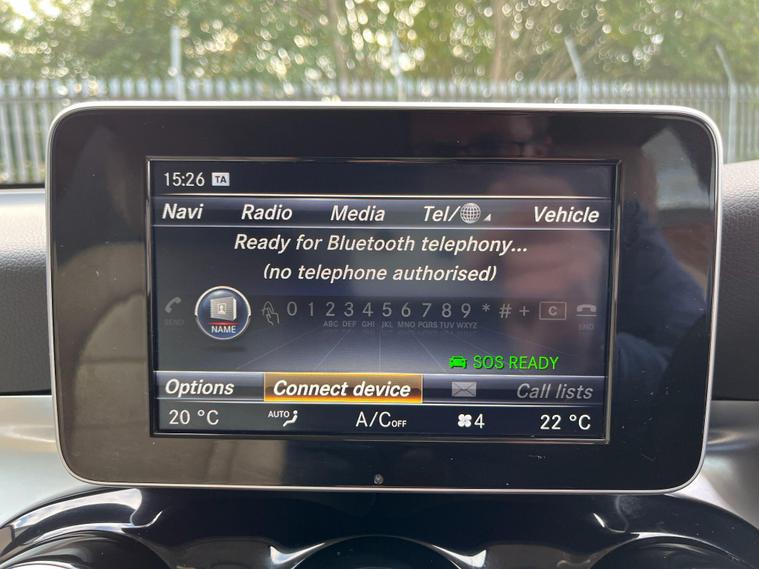 15:26 TA
Navi Radio Media Tel/ Vehicle
Ready for Bluetooth telephony...
(no telephone authorised)
SEND NAME 0 1 2 3 4 5 6 7 8 9 * # + C END
ABC DEF GHI JKL MNO PQRS TUV WXYZ
SOS READY
Options Connect device Call lists
20 °C AUTO A/C OFF 4 22 °C